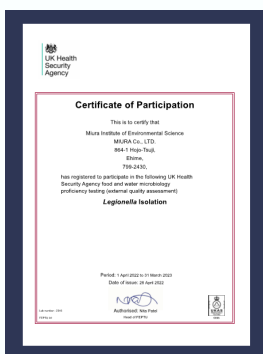 UK Health
Security
Agency
Certificate of Participation
This is to certify that
Miura Institute of Environmental Science
MIURA Co., LTD.
864-1 Hojo-Tsuji,
Ehime,
799-2430,
has registered to participate in the following UK Health
Security Agency food and water microbiology
proficiency testing (external quality assessment)
Legionella Isolation
Period: 1 April 2022 to 31 March 2023
Date of Issue: 28 April 2022
Authorised: Nita Patel
Head of FEPTU
UKAS